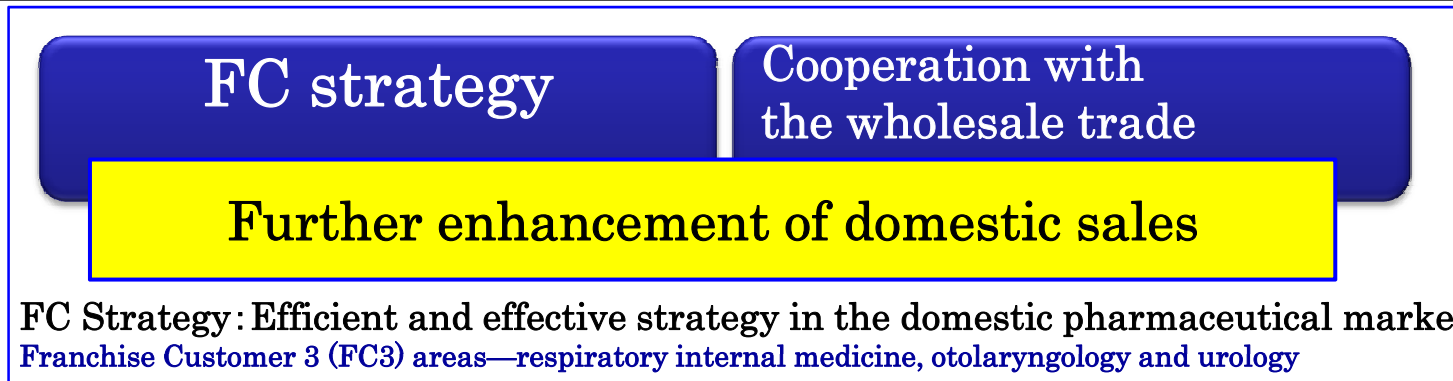 FC strategy
Cooperation with
the wholesale trade
Further enhancement of domestic sales
FC Strategy：Efficient and effective strategy in the domestic pharmaceutical marke
Franchise Customer 3 (FC3) areas—respiratory internal medicine, otolaryngology and urology